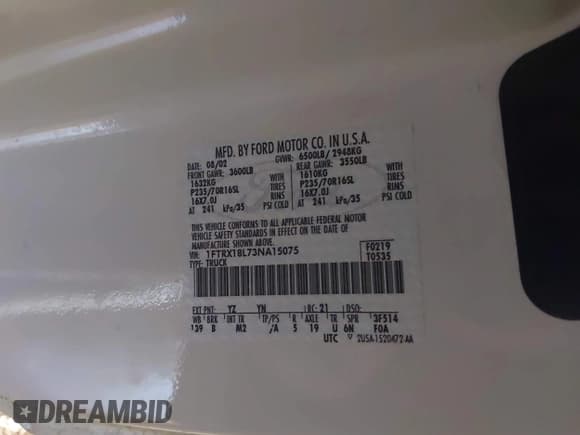 MFD. BY FORD MOTOR CO. IN U.S.A.
DATE: 08/02 GVWR: 6500LB/ 2948KG
FRONT GAWR: 3600LB REAR GAWR: 3550LB
1632KG WITH 1610KG WITH
P235/70R16SL TIRES P235/70R16SL TIRES
16X7.0J RIMS 16X7.0J RIMS
AT 241 kPa/35 PSI COLD AT 241 kPa/35 PSI COLD
THIS VEHICLE CONFORMS TO ALL APPLICABLE FEDERAL MOTOR
VEHICLE SAFETY STANDARDS IN EFFECT ON THE DATE OF
MANUFACTURE SHOWN ABOVE.
VIN: 1FTRX18L73NA15075 F0219
TYPE: TRUCK T0535
EXT PNT: YZ YN RC: 21 DSO:
WB BRK INT TR TP/PS R AXLE TR SPR 3F514
139 B M2 /A 5 19 U 6N F0A
UTC 2USA-1520472-AA
DREAMBID